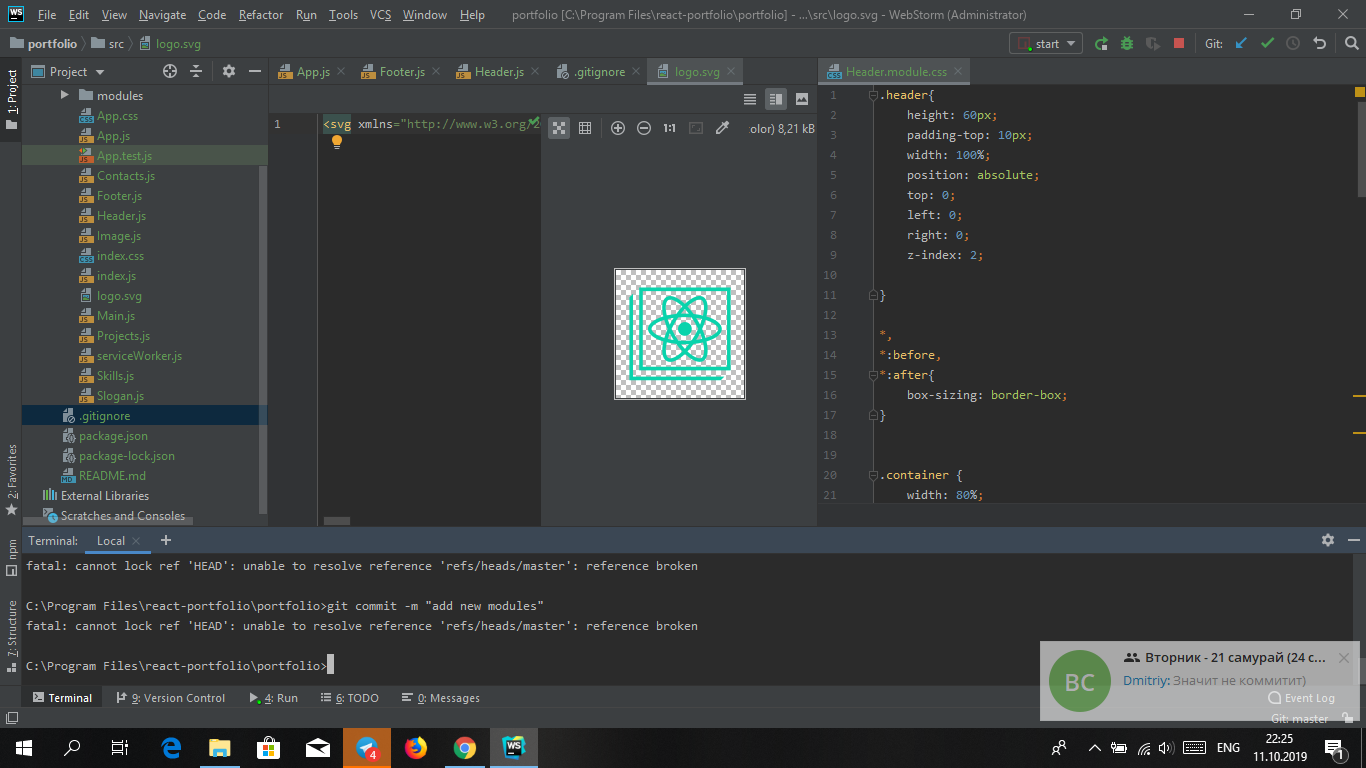 WS File Edit View Navigate Code Refactor Run Tools VCS Window Help portfolio [C:\Program Files\react-portfolio\portfolio] - ...\src\logo.svg - WebStorm (Administrator)
portfolio src logo.svg start Git:
1: Project
Project
App.js Footer.js Header.js .gitignore logo.svg Header.module.css
modules
App.css
App.js
App.test.js
Contacts.js
Footer.js
Header.js
Image.js
index.css
index.js
logo.svg
Main.js
Projects.js
serviceWorker.js
Skills.js
Slogan.js
.gitignore
package.json
package-lock.json
README.md
External Libraries
Scratches and Consoles
1 <svg xmlns="http://www.w3.org/2
1:1 olor) 8,21 kB
1 .header{
2 height: 60px;
3 padding-top: 10px;
4 width: 100%;
5 position: absolute;
6 top: 0;
7 left: 0;
8 right: 0;
9 z-index: 2;
10
11 }
12
13 *,
14 *:before,
15 *:after{
16 box-sizing: border-box;
17 }
18
19
20 .container {
21 width: 80%;
2: Favorites
npm
7: Structure
Terminal: Local
fatal: cannot lock ref 'HEAD': unable to resolve reference 'refs/heads/master': reference broken
C:\Program Files\react-portfolio\portfolio>git commit -m "add new modules"
fatal: cannot lock ref 'HEAD': unable to resolve reference 'refs/heads/master': reference broken
C:\Program Files\react-portfolio\portfolio>
ВС
Вторник - 21 самурай (24 с...
Dmitriy: Значит не коммитит)
Terminal 9: Version Control 4: Run 6: TODO 0: Messages Event Log
Git: master
4 WS ENG 22:25
11.10.2019
1